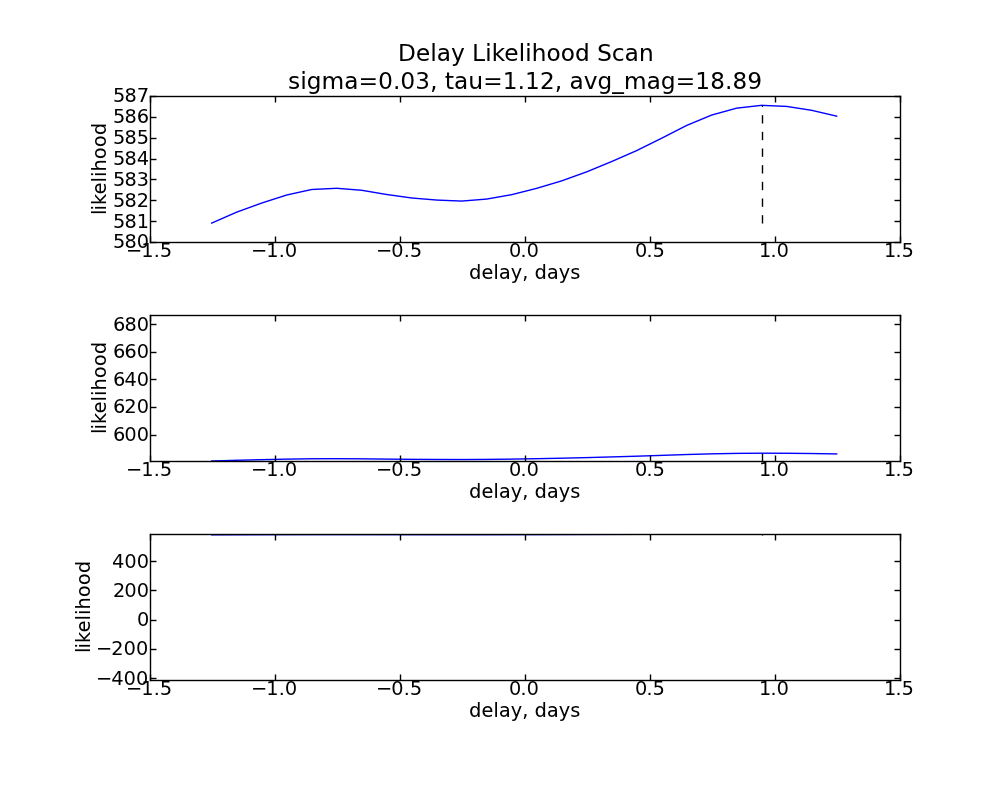 Delay Likelihood Scan
sigma=0.03, tau=1.12, avg_mag=18.89
587
586
585
584
583
582
581
580
likelihood
−1.5 −1.0 −0.5 0.0 0.5 1.0 1.5
delay, days
680
660
640
620
600
likelihood
−1.5 −1.0 −0.5 0.0 0.5 1.0 1.5
delay, days
400
200
0
−200
−400
likelihood
−1.5 −1.0 −0.5 0.0 0.5 1.0 1.5
delay, days